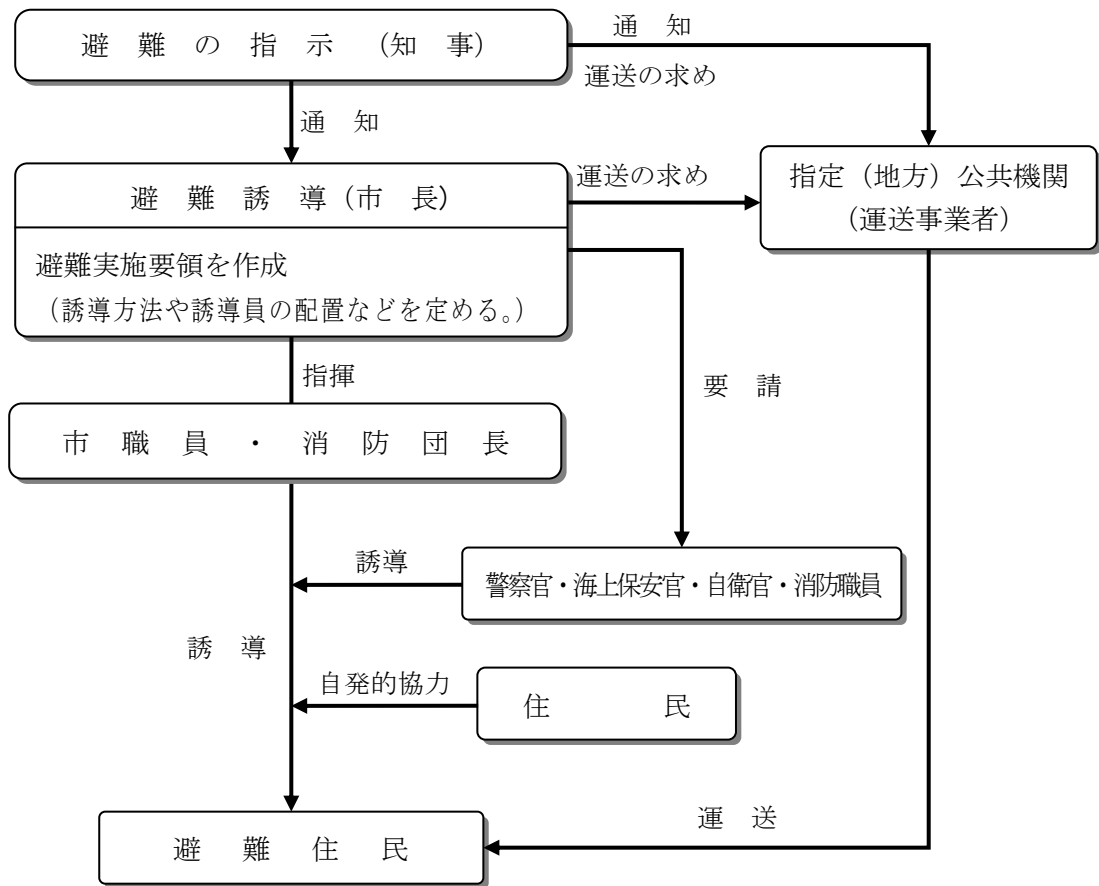 避難の指示（知事）
通知
運送の求め
通知
避難誘導（市長）
運送の求め
指定（地方）公共機関
（運送事業者）
避難実施要領を作成
（誘導方法や誘導員の配置などを定める。）
指揮
要請
市職員・消防団長
誘導
警察官・海上保安官・自衛官・消防職員
誘導
自発的協力
住民
運送
避難住民